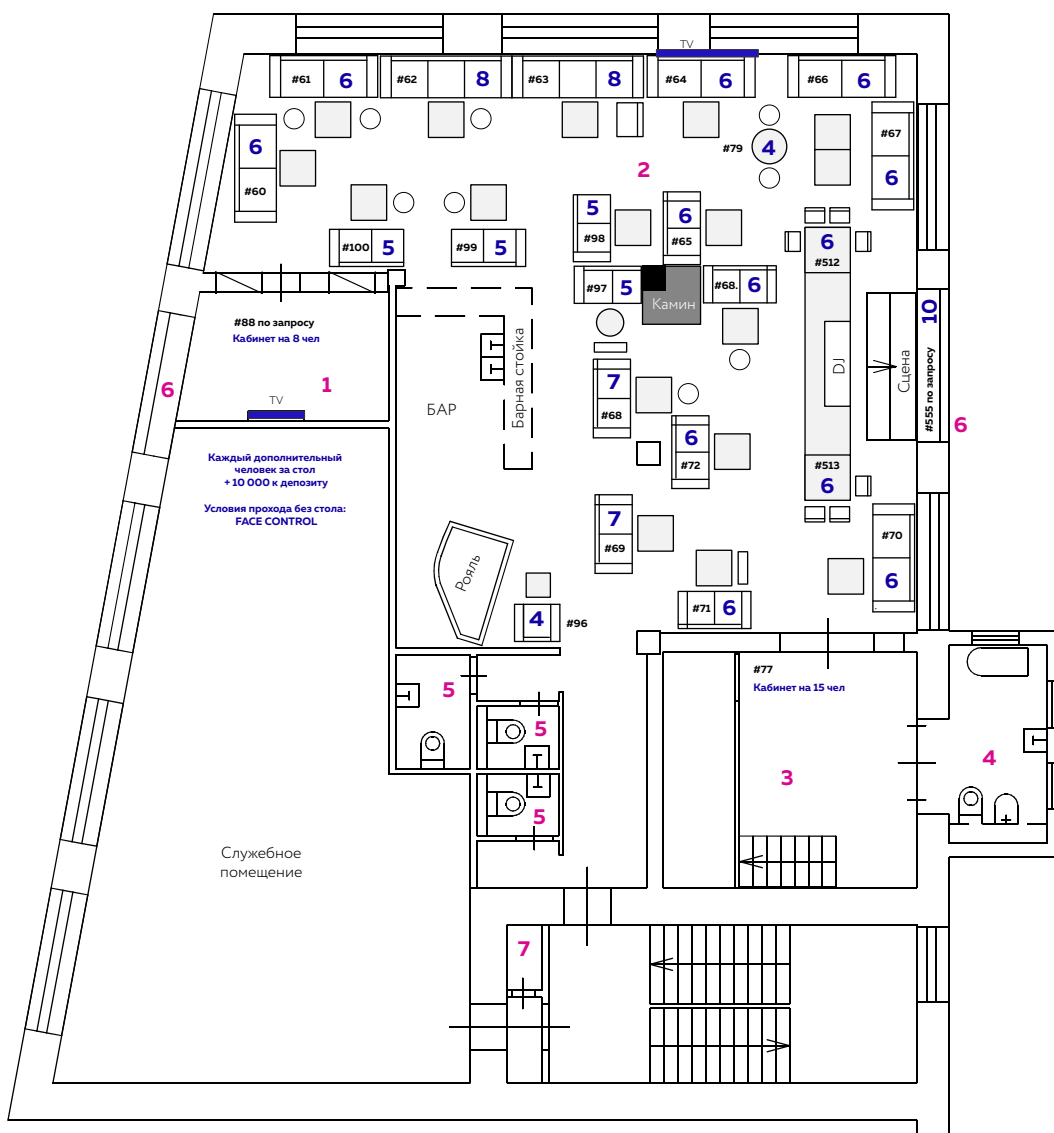 TV
#61 6
#62 8
#63 8
#64 6
#66 6
#67
6
6
#60
#79 4
2
#100 5
#99 5
5
#98
6
#65
6
#512
#97 5
Камин
#68. 6
#88 по запросу
Кабинет на 8 чел
1
TV
6
БАР
Барная стойка
7
#68
6
#72
DJ
Сцена
10
#555 по запросу
6
#513
6
Каждый дополнительный
человек за стол
+ 10 000 к депозиту
Условия прохода без стола:
FACE CONTROL
7
#69
#70
6
Рояль
4
#96
#71 6
#77
Кабинет на 15 чел
5
5
5
3
4
Служебное
помещение
7